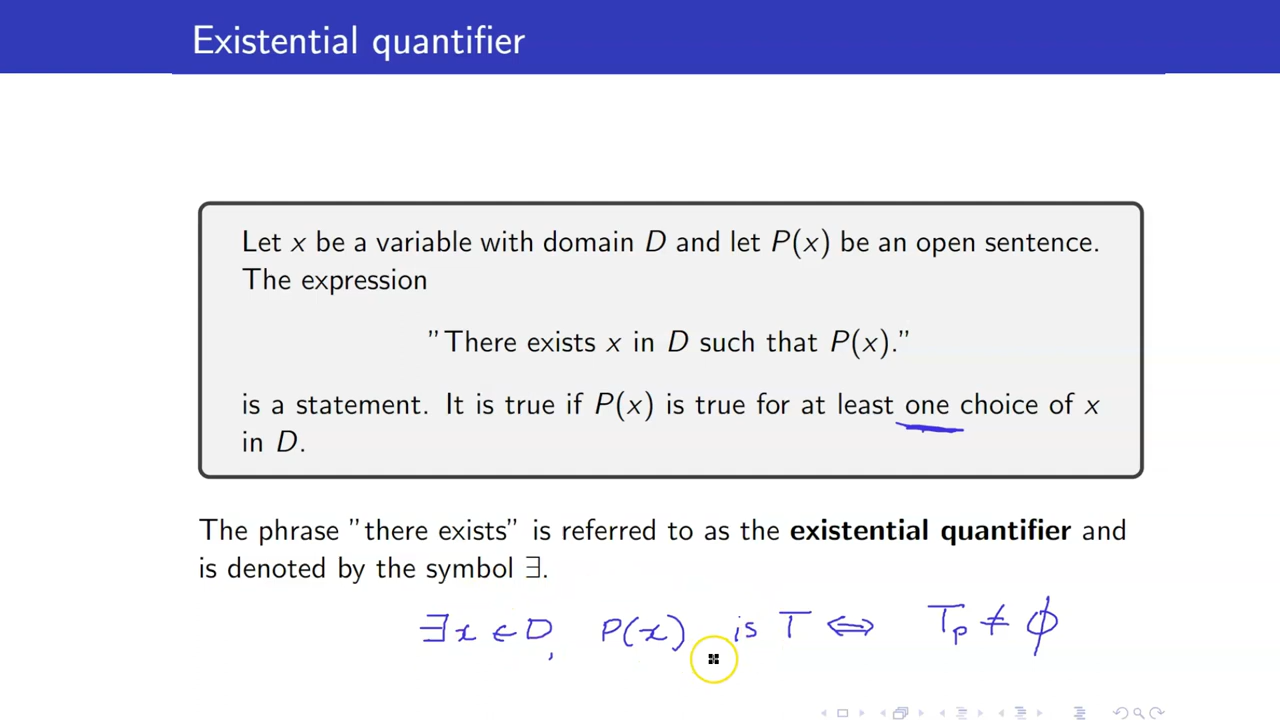 Existential quantifier
Let x be a variable with domain D and let P(x) be an open sentence.
The expression
"There exists x in D such that P(x)."
is a statement. It is true if P(x) is true for at least one choice of x
in D.
The phrase "there exists" is referred to as the existential quantifier and
is denoted by the symbol ∃.
∃x ∈ D, P(x) is T ⇔ T_P ≠ ϕ